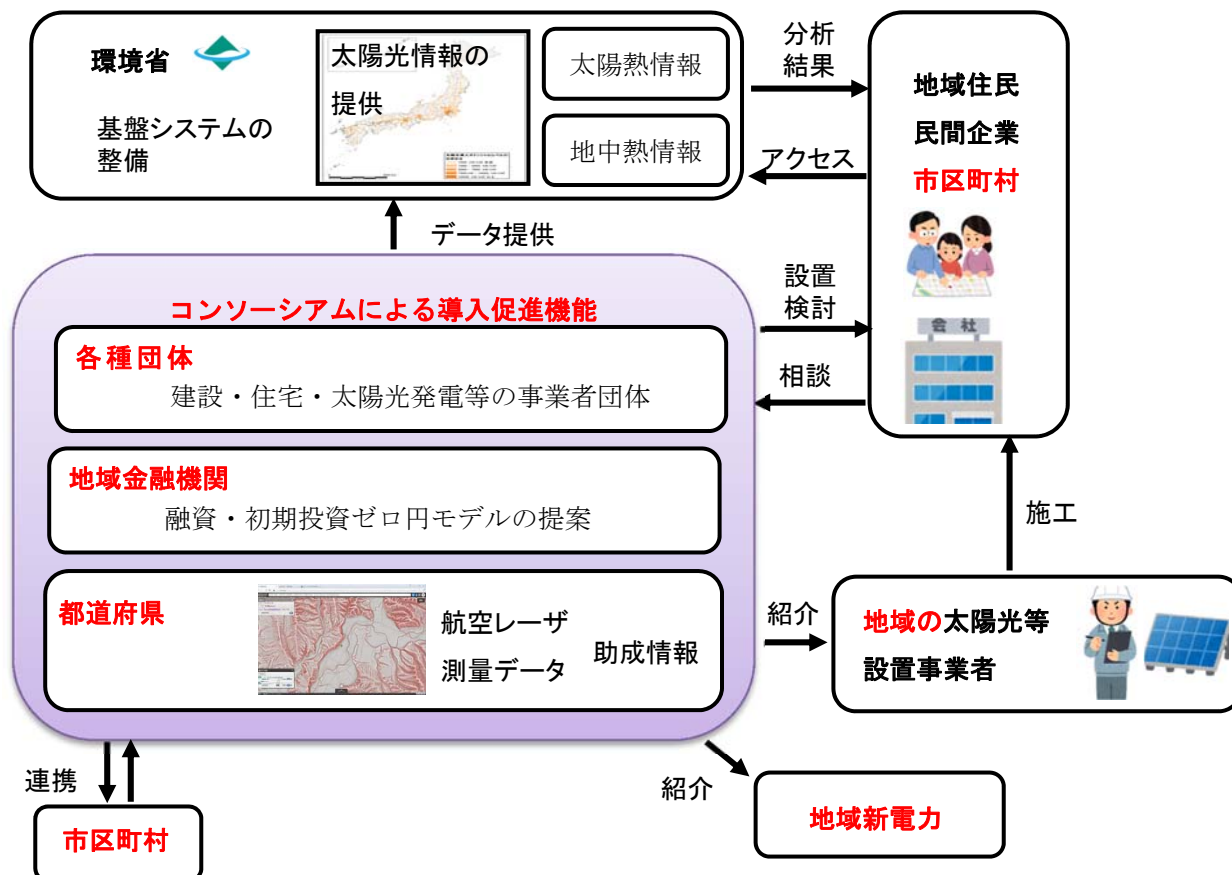 環境省
基盤システムの
整備
太陽光情報の
提供
太陽熱情報
地中熱情報
分析
結果
アクセス
地域住民
民間企業
市区町村
会社
データ提供
コンソーシアムによる導入促進機能
各種団体
建設・住宅・太陽光発電等の事業者団体
地域金融機関
融資・初期投資ゼロ円モデルの提案
都道府県
航空レーザ
測量データ
助成情報
設置
検討
相談
施工
紹介
地域の太陽光等
設置事業者
連携
市区町村
紹介
地域新電力